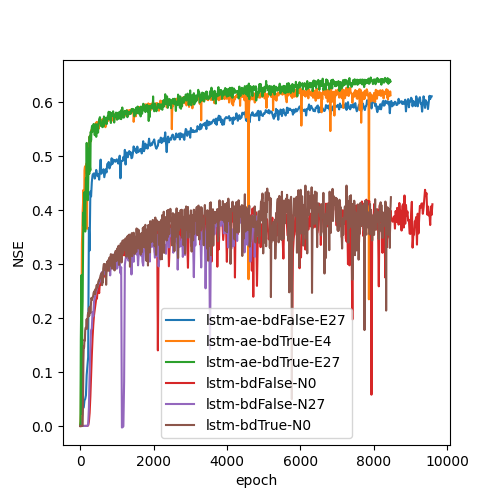 NSE
0.6
0.5
0.4
0.3
0.2
0.1
0.0
lstm-ae-bdFalse-E27
lstm-ae-bdTrue-E4
lstm-ae-bdTrue-E27
lstm-bdFalse-N0
lstm-bdFalse-N27
lstm-bdTrue-N0
0 2000 4000 6000 8000 10000
epoch